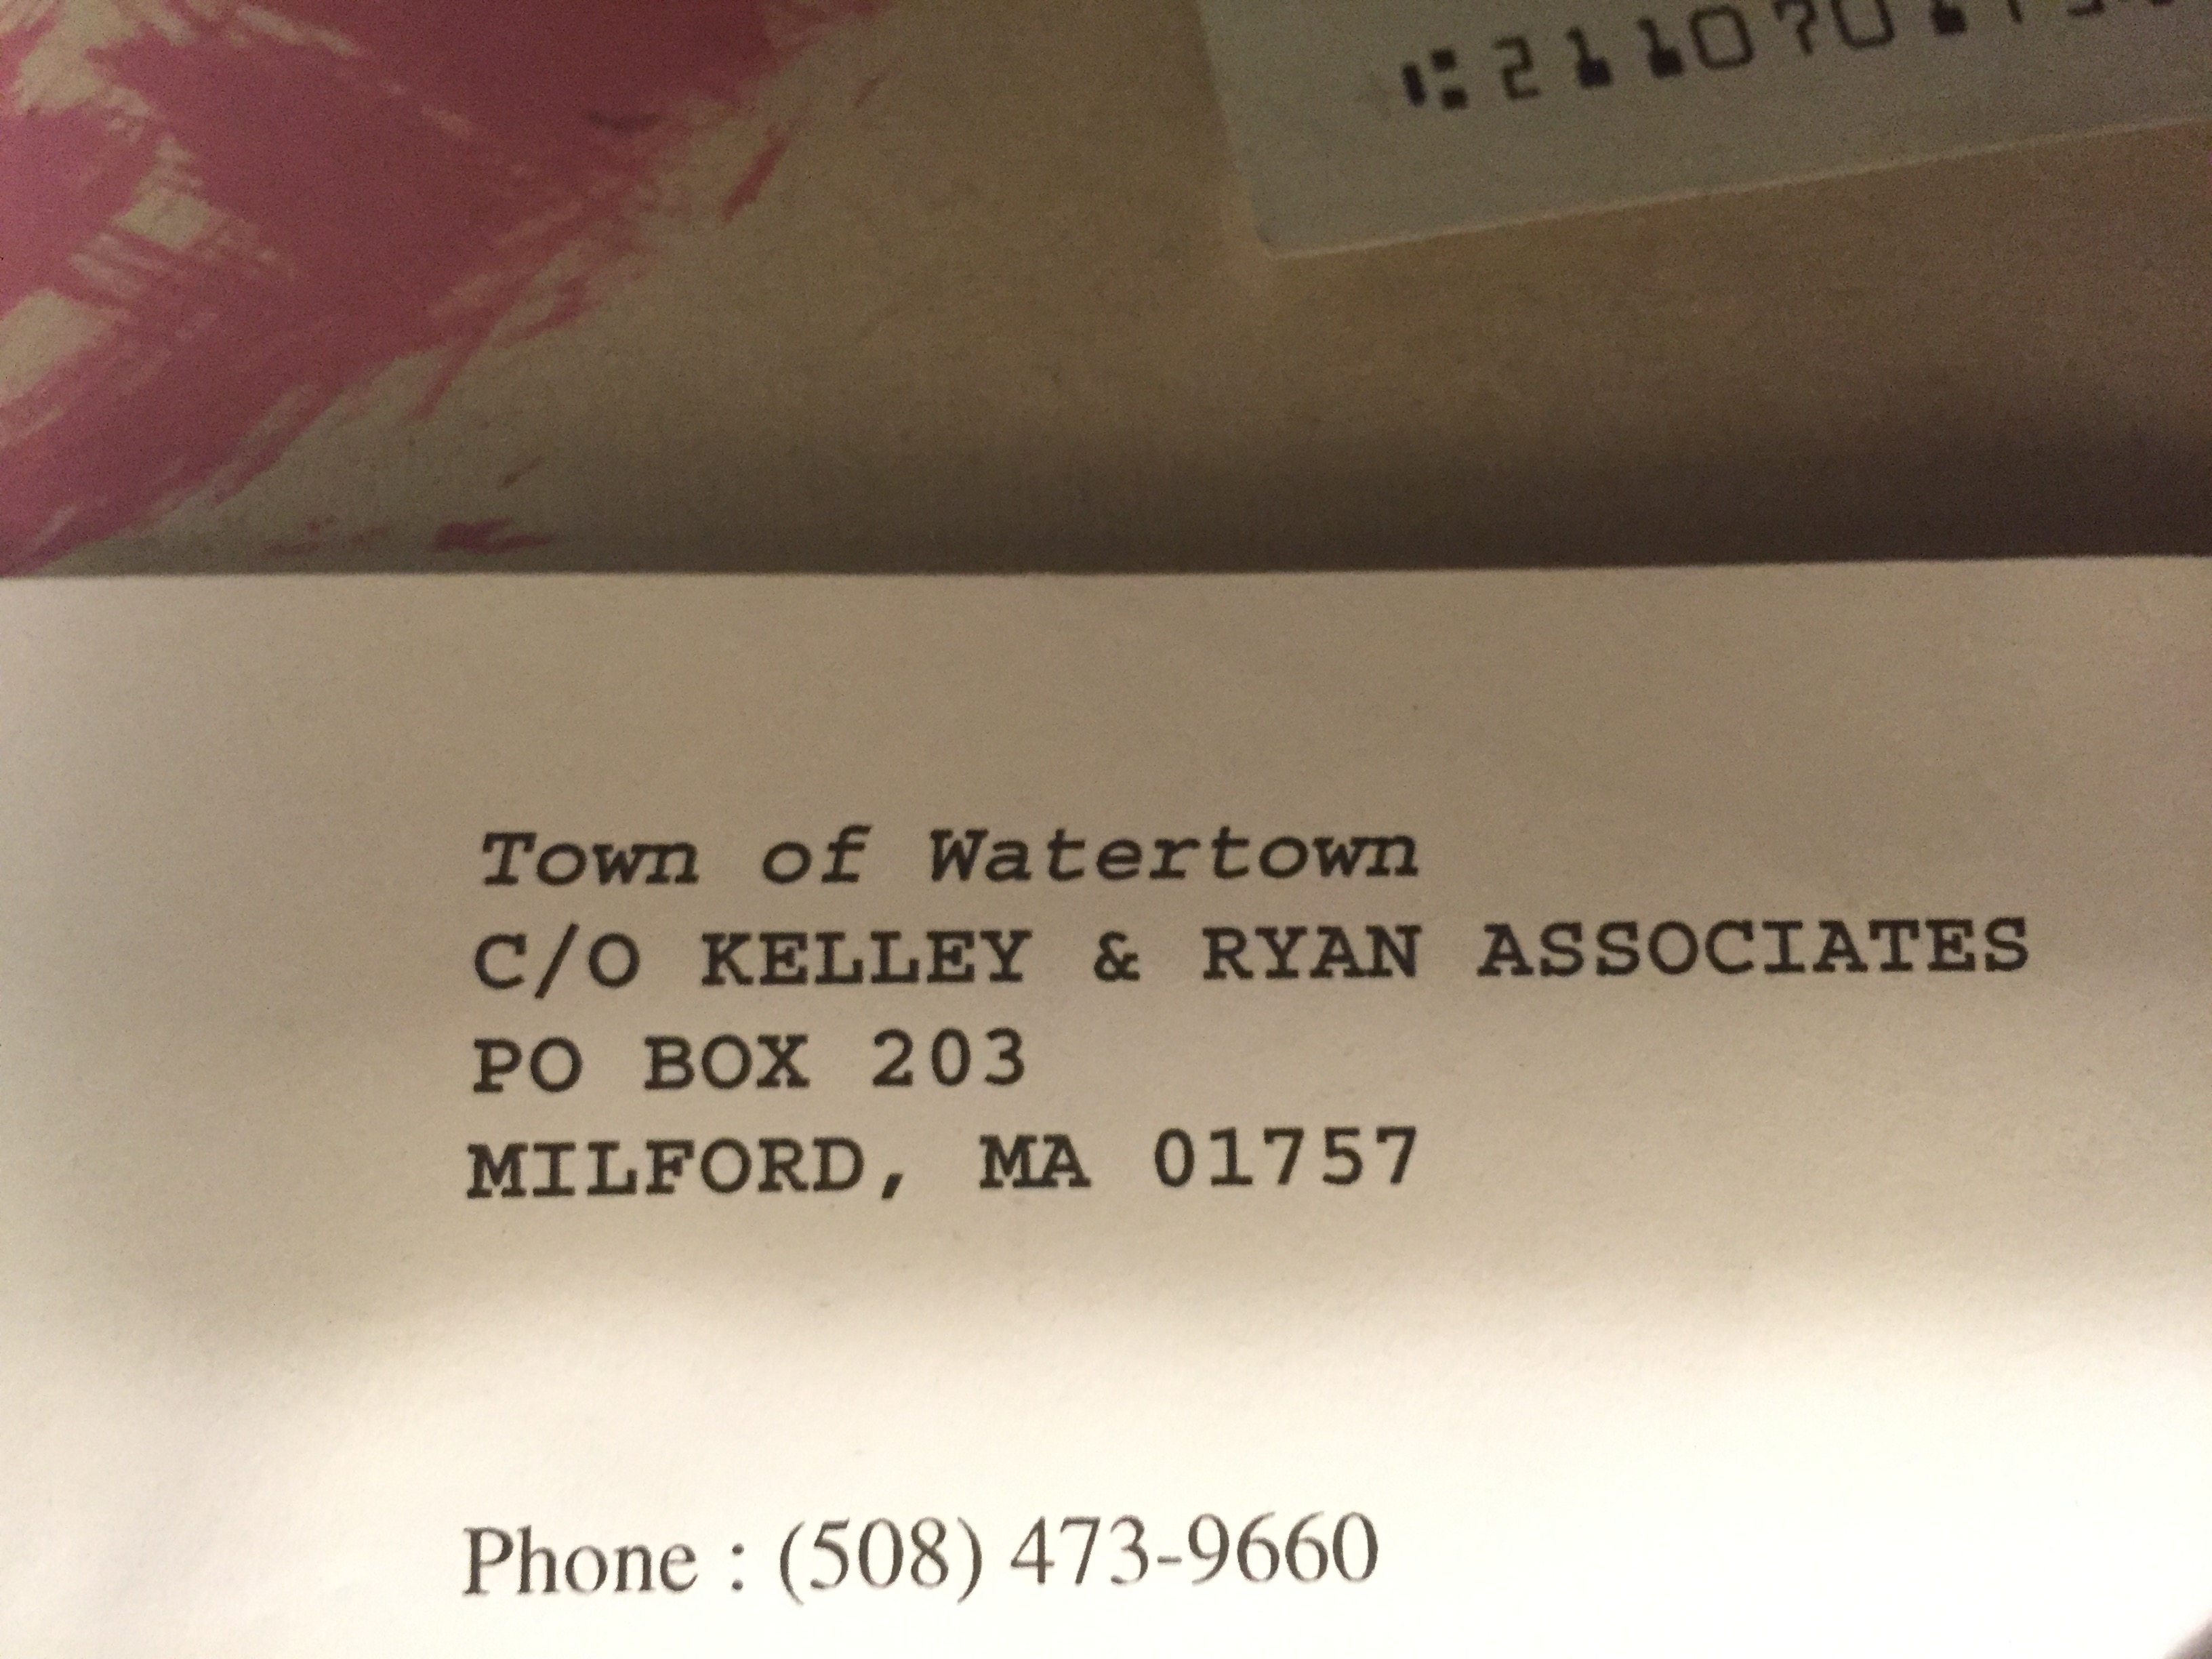 Town of Watertown
C/O KELLEY & RYAN ASSOCIATES
PO BOX 203
MILFORD, MA 01757
Phone : (508) 473-9660